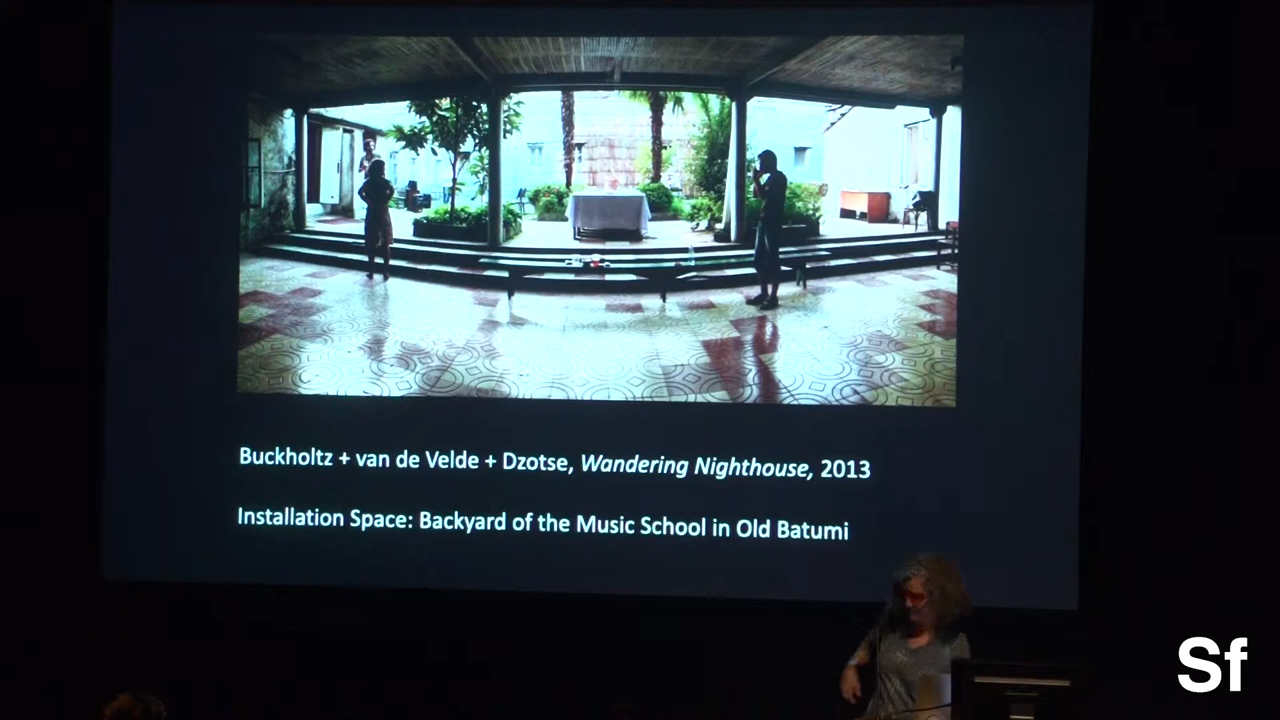 Buckholtz + van de Velde + Dzotse, Wandering Nighthouse, 2013
Installation Space: Backyard of the Music School in Old Batumi
Sf